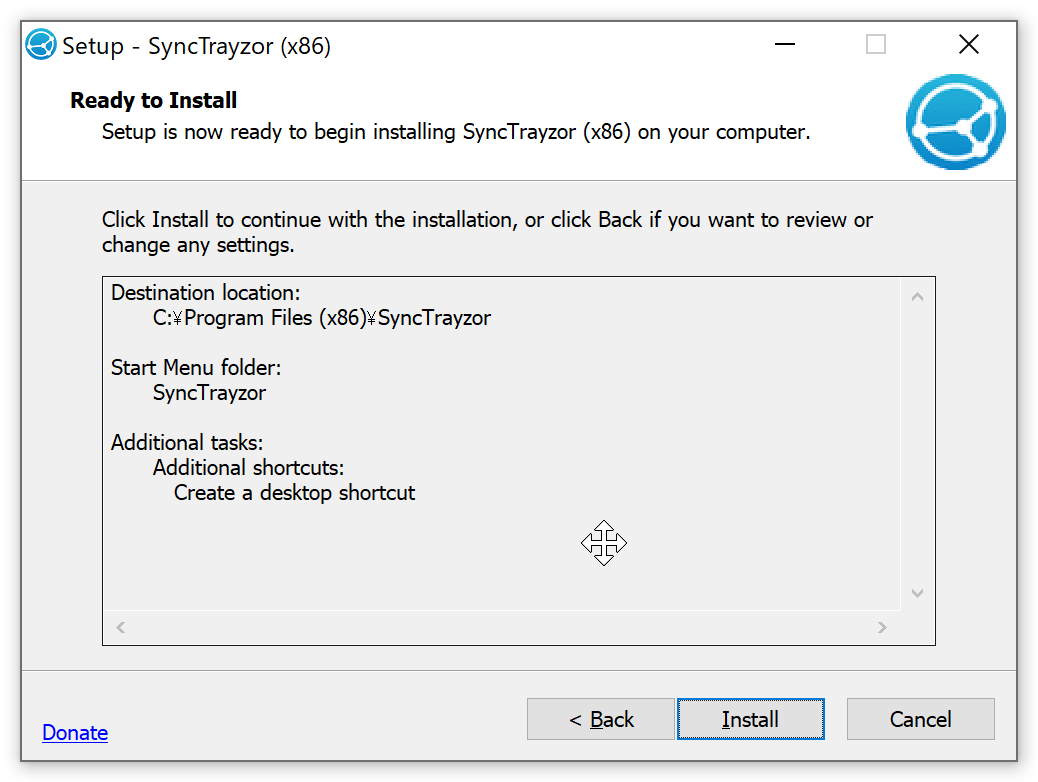 Setup - SyncTrayzor (x86)
Ready to Install
Setup is now ready to begin installing SyncTrayzor (x86) on your computer.
Click Install to continue with the installation, or click Back if you want to review or
change any settings.
Destination location:
C:¥Program Files (x86)¥SyncTrayzor
Start Menu folder:
SyncTrayzor
Additional tasks:
Additional shortcuts:
Create a desktop shortcut
Donate
< Back
Install
Cancel